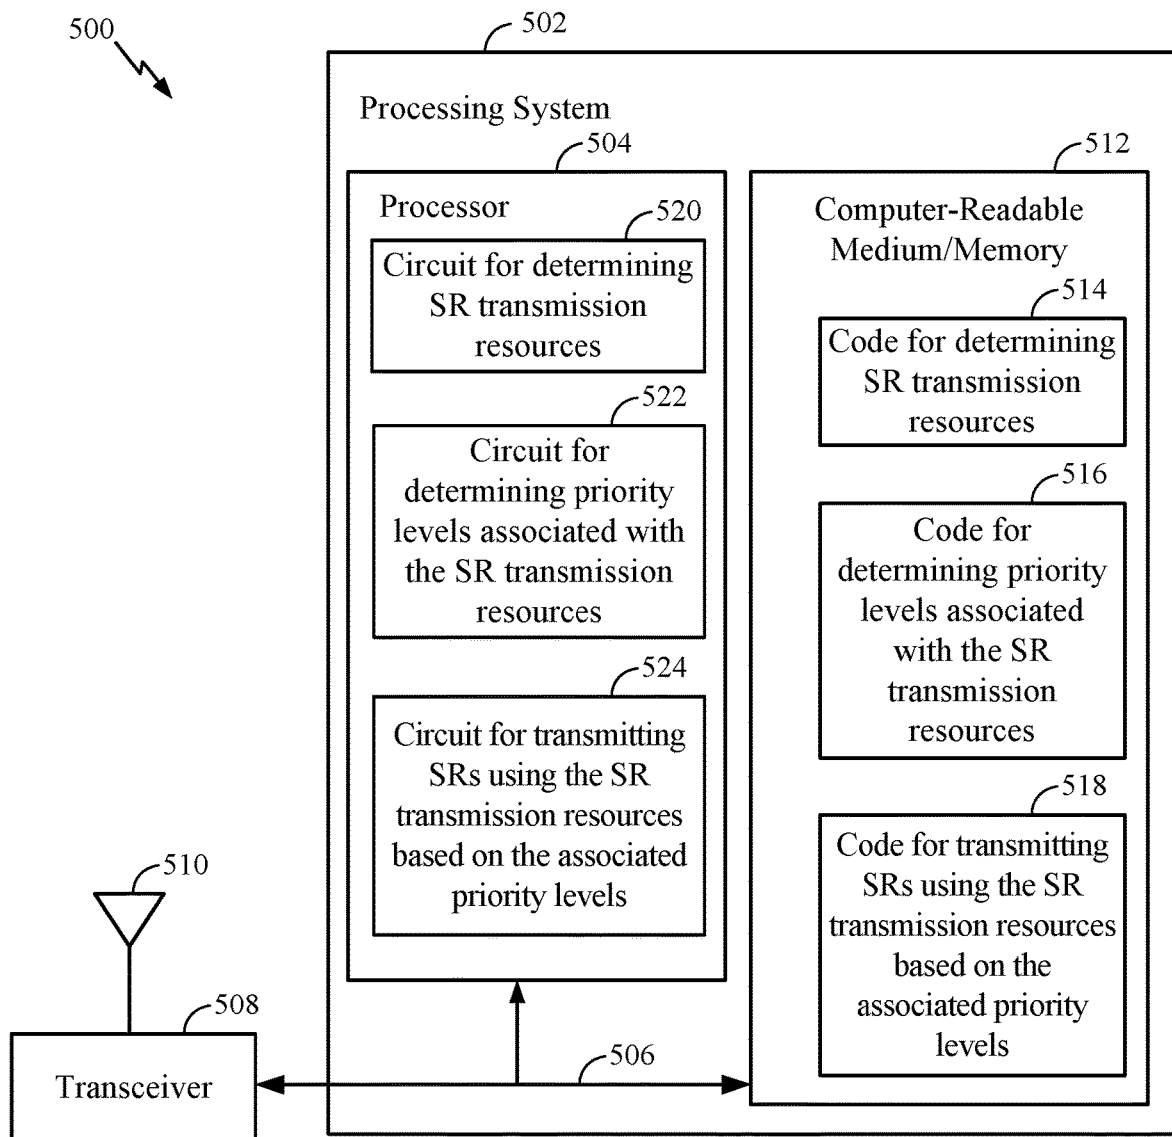 500
502
Processing System
504
Processor
520
Circuit for determining
SR transmission
resources
522
Circuit for
determining priority
levels associated with
the SR transmission
resources
524
Circuit for transmitting
SRs using the SR
transmission resources
based on the associated
priority levels
512
Computer-Readable
Medium/Memory
514
Code for determining
SR transmission
resources
516
Code for
determining priority
levels associated
with the SR
transmission
resources
518
Code for transmitting
SRs using the SR
transmission resources
based on the
associated priority
levels
510
508
Transceiver
506